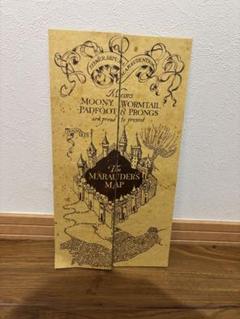 Messrs
MOONY WORMTAIL
PADFOOT & PRONGS
are proud to present
The
MARAUDER'S
MAP